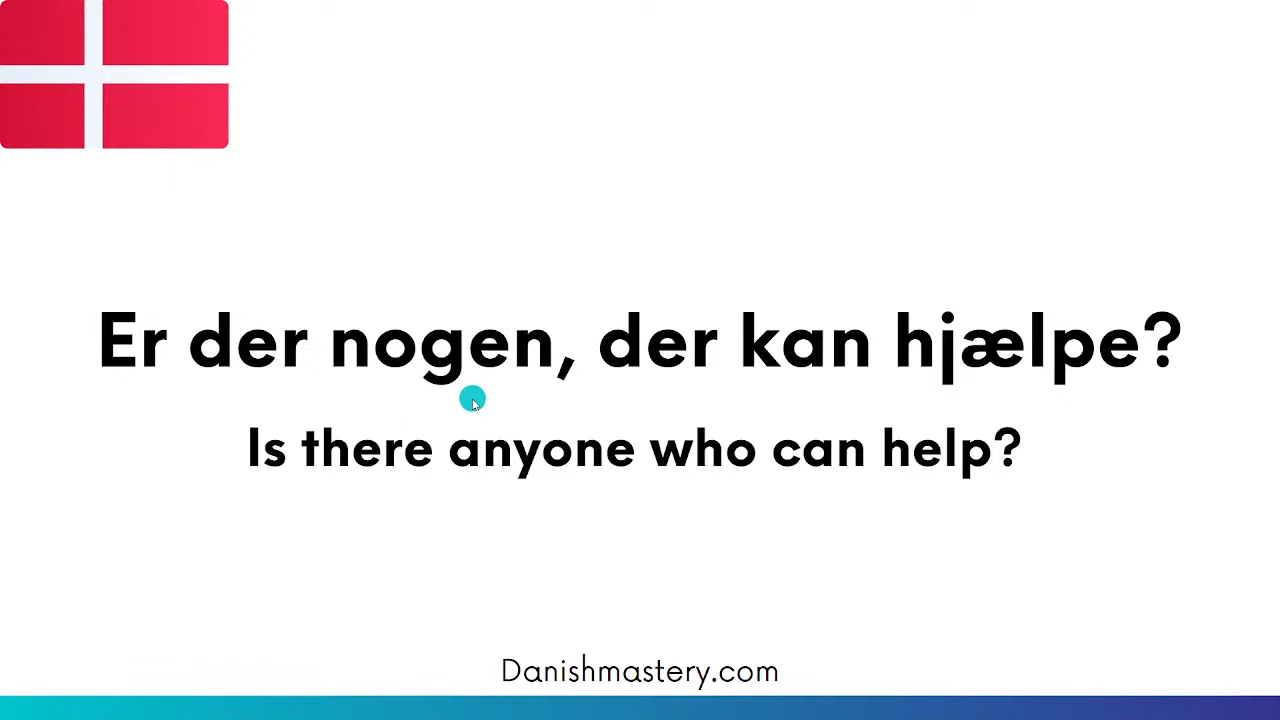 Er der nogen, der kan hjælpe?
Is there anyone who can help?
Danishmastery.com